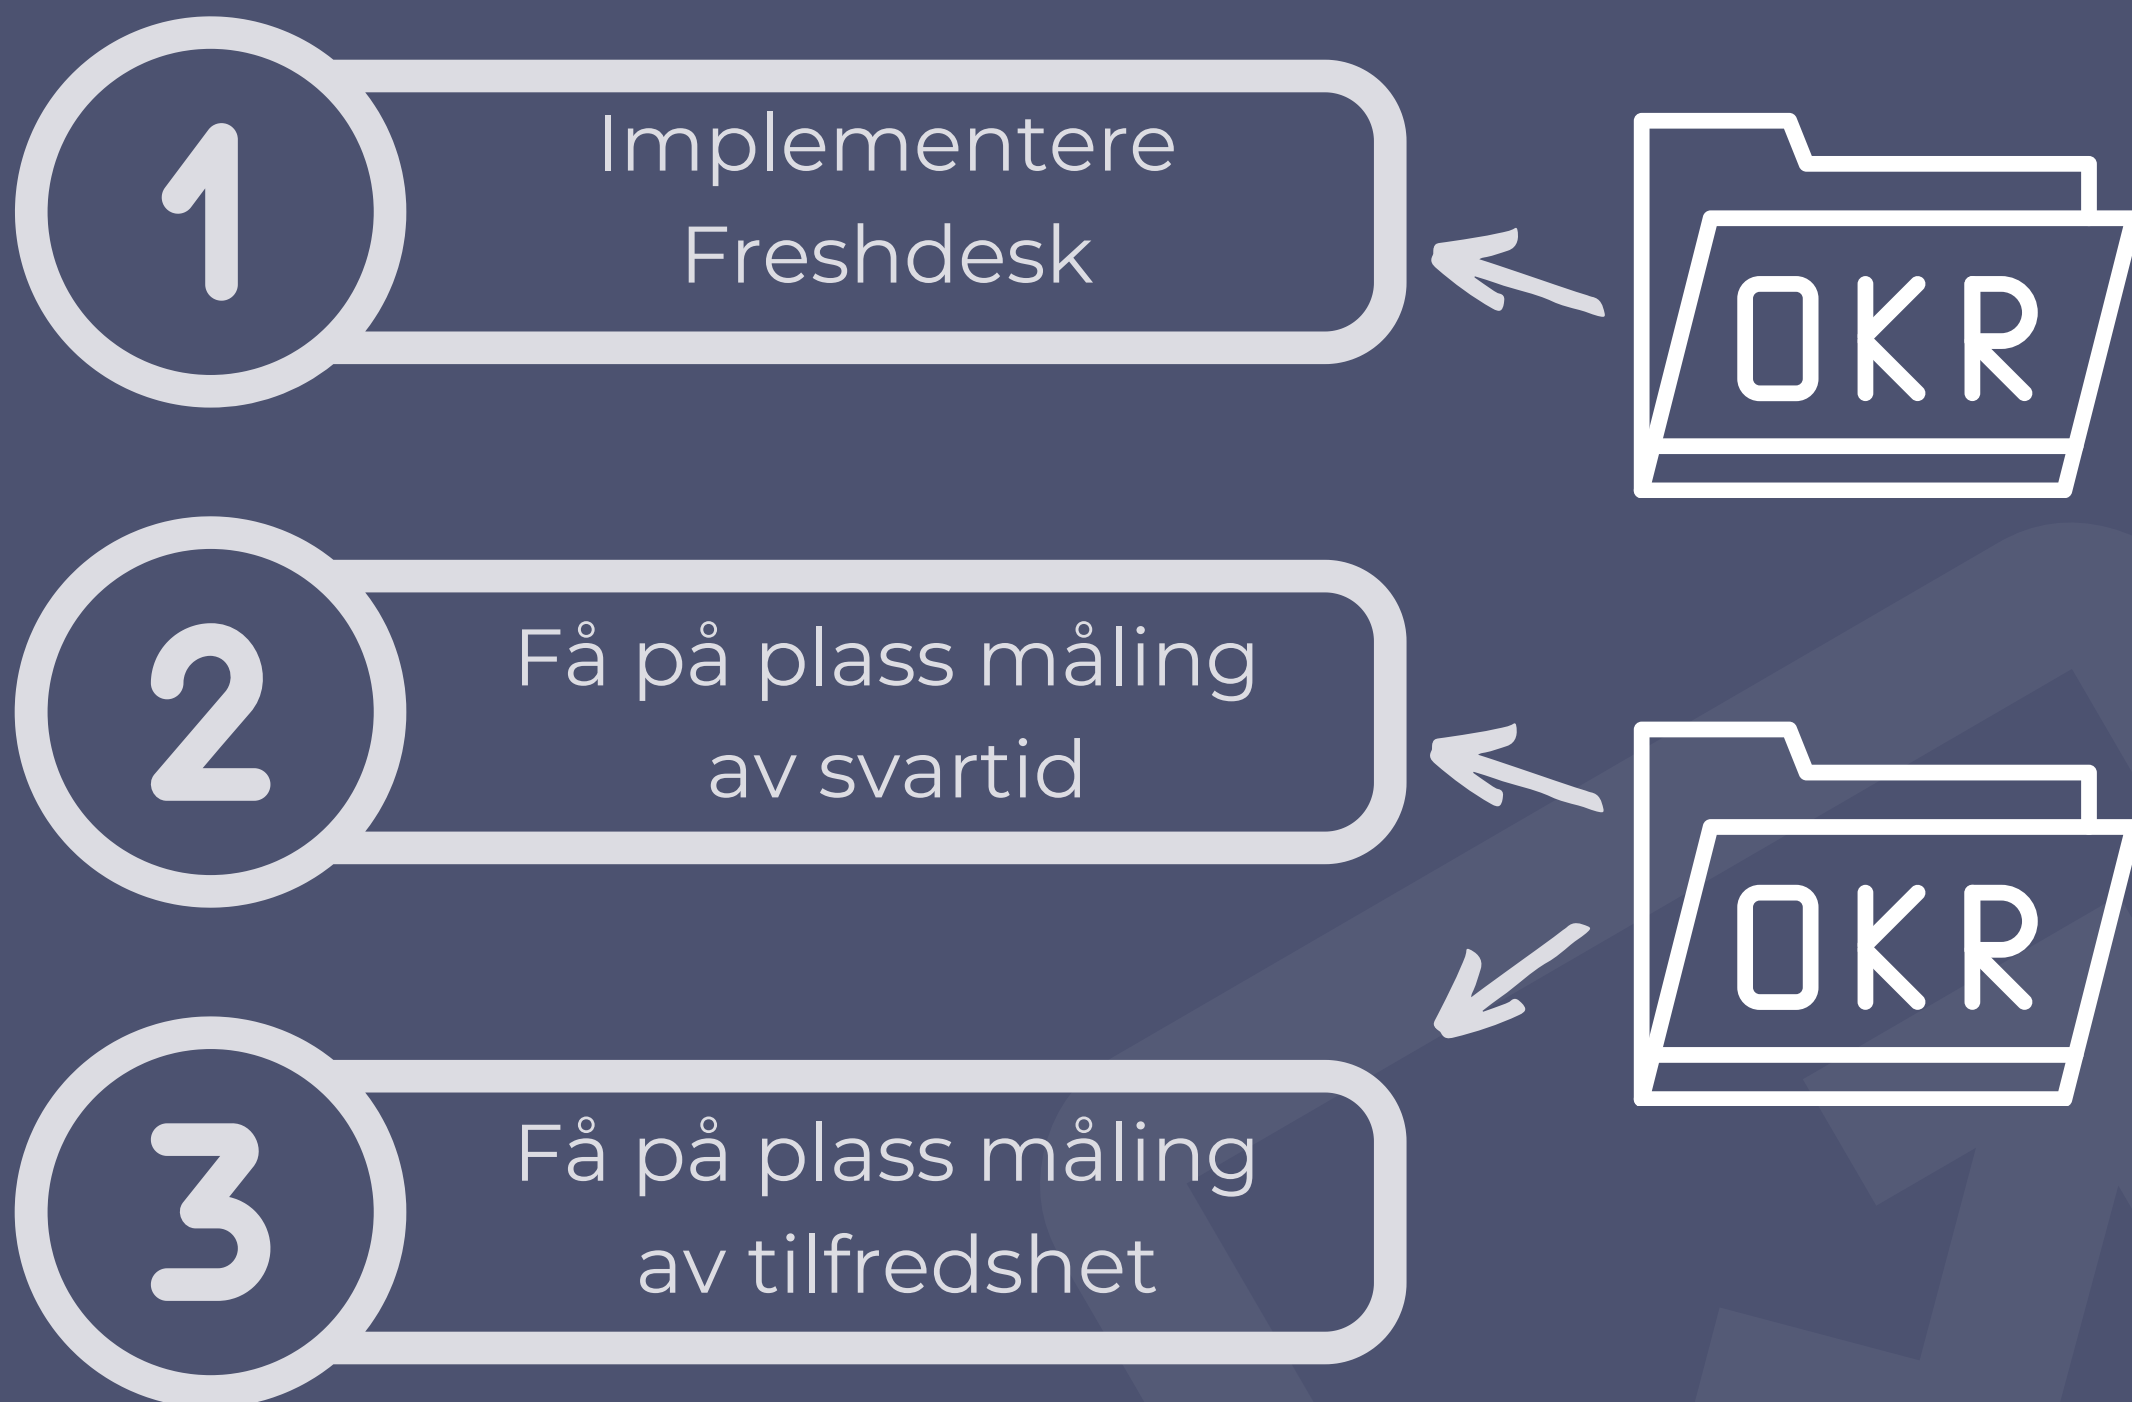 1
Implementere
Freshdesk
OKR
2
Få på plass måling
av svartid
OKR
3
Få på plass måling
av tilfredshet